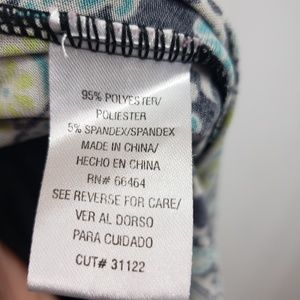 95% POLYESTER/
POLIESTER
5% SPANDEX/SPANDEX
MADE IN CHINA/
HECHO EN CHINA
RN# 66464
SEE REVERSE FOR CARE/
VER AL DORSO
PARA CUIDADO
CUT# 31122